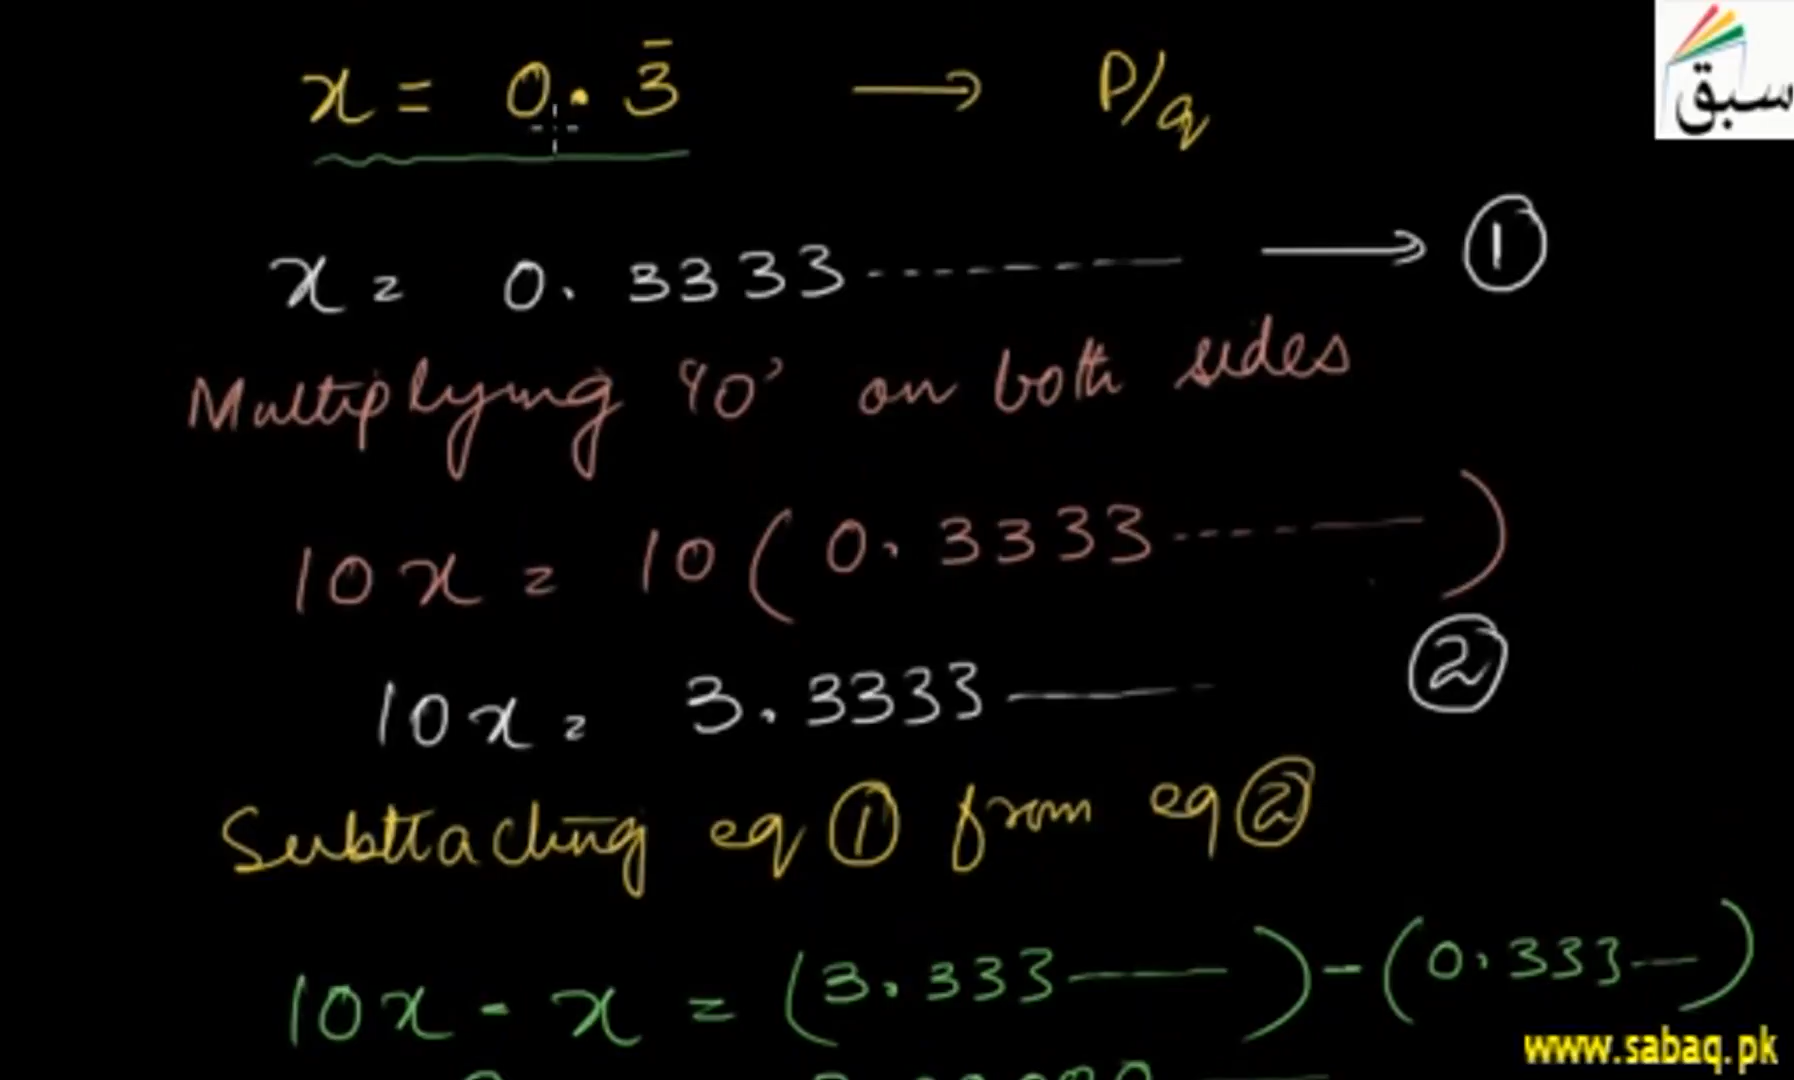 x = 0.3̄ → P/q
سبق
x = 0.3333 ------- → ①
Multiplying '10' on both sides
10x = 10(0.3333 ------- )
10x = 3.3333 —— ②
Subtracting eq ① from eq ②
10x - x = (3.333 ——) - (0.333 —)
www.sabaq.pk